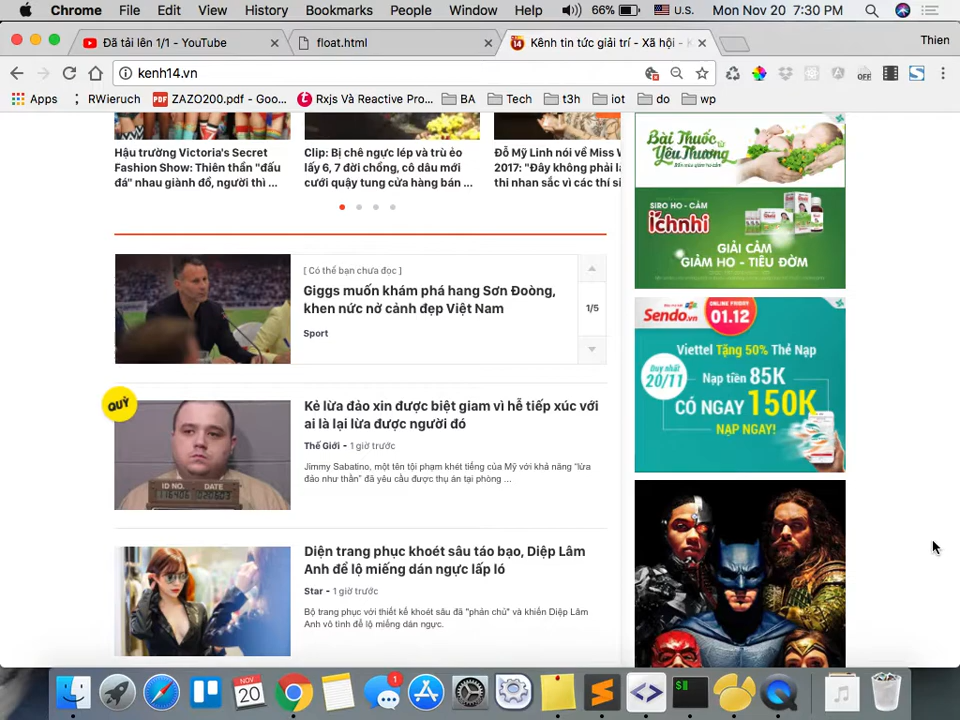 Chrome File Edit View History Bookmarks People Window Help 66% U.S. Mon Nov 20 7:30 PM
Đã tải lên 1/1 - YouTube
float.html
Kênh tin tức giải trí - Xã hội -
Thien
kenh14.vn
OFF
Apps
RWieruch
ZAZO200.pdf - Goo...
Rxjs Và Reactive Pro...
BA
Tech
t3h
iot
do
wp
Hậu trường Victoria's Secret
Fashion Show: Thiên thần "đấu
đá" nhau giành đồ, người thì ...
Clip: Bị chê ngực lép và trù ẻo
lấy 6, 7 đời chồng, cô dâu mới
cưới quậy tung cửa hàng bán ...
Đỗ Mỹ Linh nói về Miss W
2017: "Đây không phải là
thi nhan sắc vì các thí si
[ Có thể bạn chưa đọc ]
Giggs muốn khám phá hang Sơn Đoòng,
khen nức nở cảnh đẹp Việt Nam
Sport
1/5
QUỲ
Kẻ lừa đảo xin được biệt giam vì hễ tiếp xúc với
ai là lại lừa được người đó
Thế Giới - 1 giờ trước
Jimmy Sabatino, một tên tội phạm khét tiếng của Mỹ với khả năng "lừa
đảo như thần" đã yêu cầu được thụ án tại phòng ...
ID NO. DATE
116406 020603
Diện trang phục khoét sâu táo bạo, Diệp Lâm
Anh để lộ miếng dán ngực lấp ló
Star - 1 giờ trước
Bộ trang phục với thiết kế khoét sâu đã "phản chủ" và khiến Diệp Lâm
Anh vô tình để lộ miếng dán ngực.
Bài Thuốc
từ
Yêu Thương
SIRO HO - CẢM
ichnhi
GIẢI CẢM
GIẢM HO - TIÊU ĐỜM
Sendo.vn
FPT
ONLINE FRIDAY
01.12
Viettel Tặng 50% Thẻ Nạp
Duy nhất
20/11
Nạp tiền 85K
CÓ NGAY 150K
NẠP NGAY!
NOV
20
1